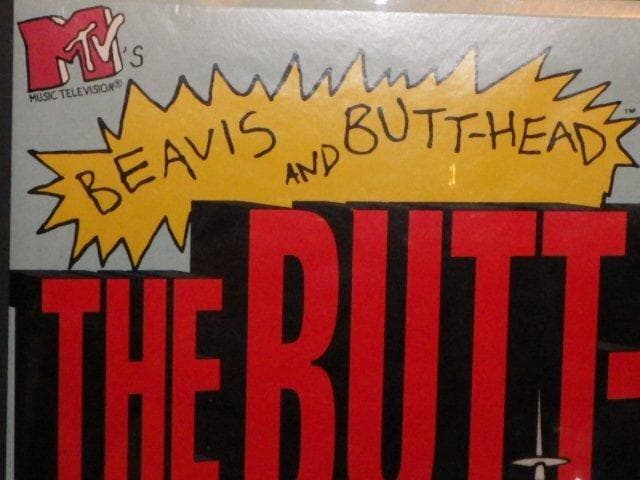 MTV's
MUSIC TELEVISION®
BEAVIS AND BUTT-HEAD™
THE BUTT-